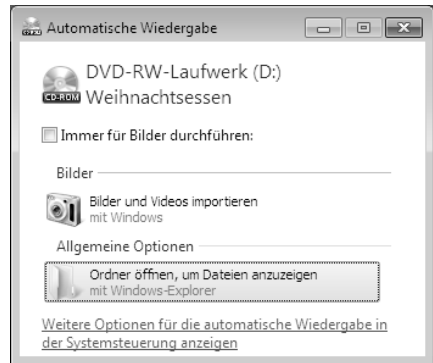 Automatische Wiedergabe
DVD-RW-Laufwerk (D:)
Weihnachtsessen
CD-ROM
Immer für Bilder durchführen:
Bilder
Bilder und Videos importieren
mit Windows
Allgemeine Optionen
Ordner öffnen, um Dateien anzuzeigen
mit Windows-Explorer
Weitere Optionen für die automatische Wiedergabe in
der Systemsteuerung anzeigen